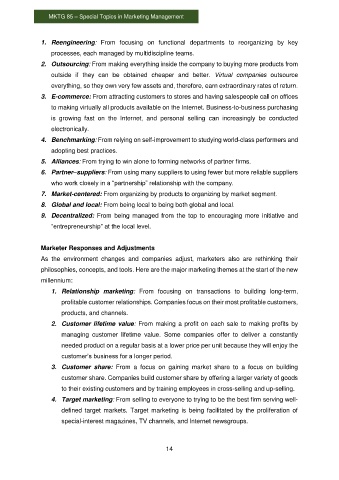 MKTG 85 – Special Topics in Marketing Management
1. Reengineering: From focusing on functional departments to reorganizing by key
processes, each managed by multidiscipline teams.
2. Outsourcing: From making everything inside the company to buying more products from
outside if they can be obtained cheaper and better. Virtual companies outsource
everything, so they own very few assets and, therefore, earn extraordinary rates of return.
3. E-commerce: From attracting customers to stores and having salespeople call on offices
to making virtually all products available on the Internet. Business-to-business purchasing
is growing fast on the Internet, and personal selling can increasingly be conducted
electronically.
4. Benchmarking: From relying on self-improvement to studying world-class performers and
adopting best practices.
5. Alliances: From trying to win alone to forming networks of partner firms.
6. Partner–suppliers: From using many suppliers to using fewer but more reliable suppliers
who work closely in a “partnership” relationship with the company.
7. Market-centered: From organizing by products to organizing by market segment.
8. Global and local: From being local to being both global and local.
9. Decentralized: From being managed from the top to encouraging more initiative and
“entrepreneurship” at the local level.
Marketer Responses and Adjustments
As the environment changes and companies adjust, marketers also are rethinking their
philosophies, concepts, and tools. Here are the major marketing themes at the start of the new
millennium:
1. Relationship marketing: From focusing on transactions to building long-term,
profitable customer relationships. Companies focus on their most profitable customers,
products, and channels.
2. Customer lifetime value: From making a profit on each sale to making profits by
managing customer lifetime value. Some companies offer to deliver a constantly
needed product on a regular basis at a lower price per unit because they will enjoy the
customer’s business for a longer period.
3. Customer share: From a focus on gaining market share to a focus on building
customer share. Companies build customer share by offering a larger variety of goods
to their existing customers and by training employees in cross-selling and up-selling.
4. Target marketing: From selling to everyone to trying to be the best firm serving well-
defined target markets. Target marketing is being facilitated by the proliferation of
special-interest magazines, TV channels, and Internet newsgroups.
14